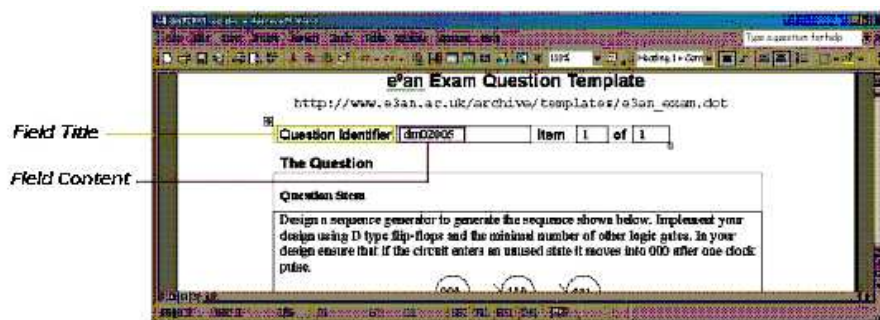 Type a question for help
100%
e³an Exam Question Template
http://www.e3an.ac.uk/archive/templates/e3an_exam.dot
Field Title
Question Identifier dm02005 Item 1 of 1
The Question
Field Content
Question Stem
Design a sequence generator to generate the sequence shown below. Implement your
design using D type flip-flops and the minimal number of other logic gates. In your
design ensure that if the circuit enters an unused state it moves into 000 after one clock
pulse.